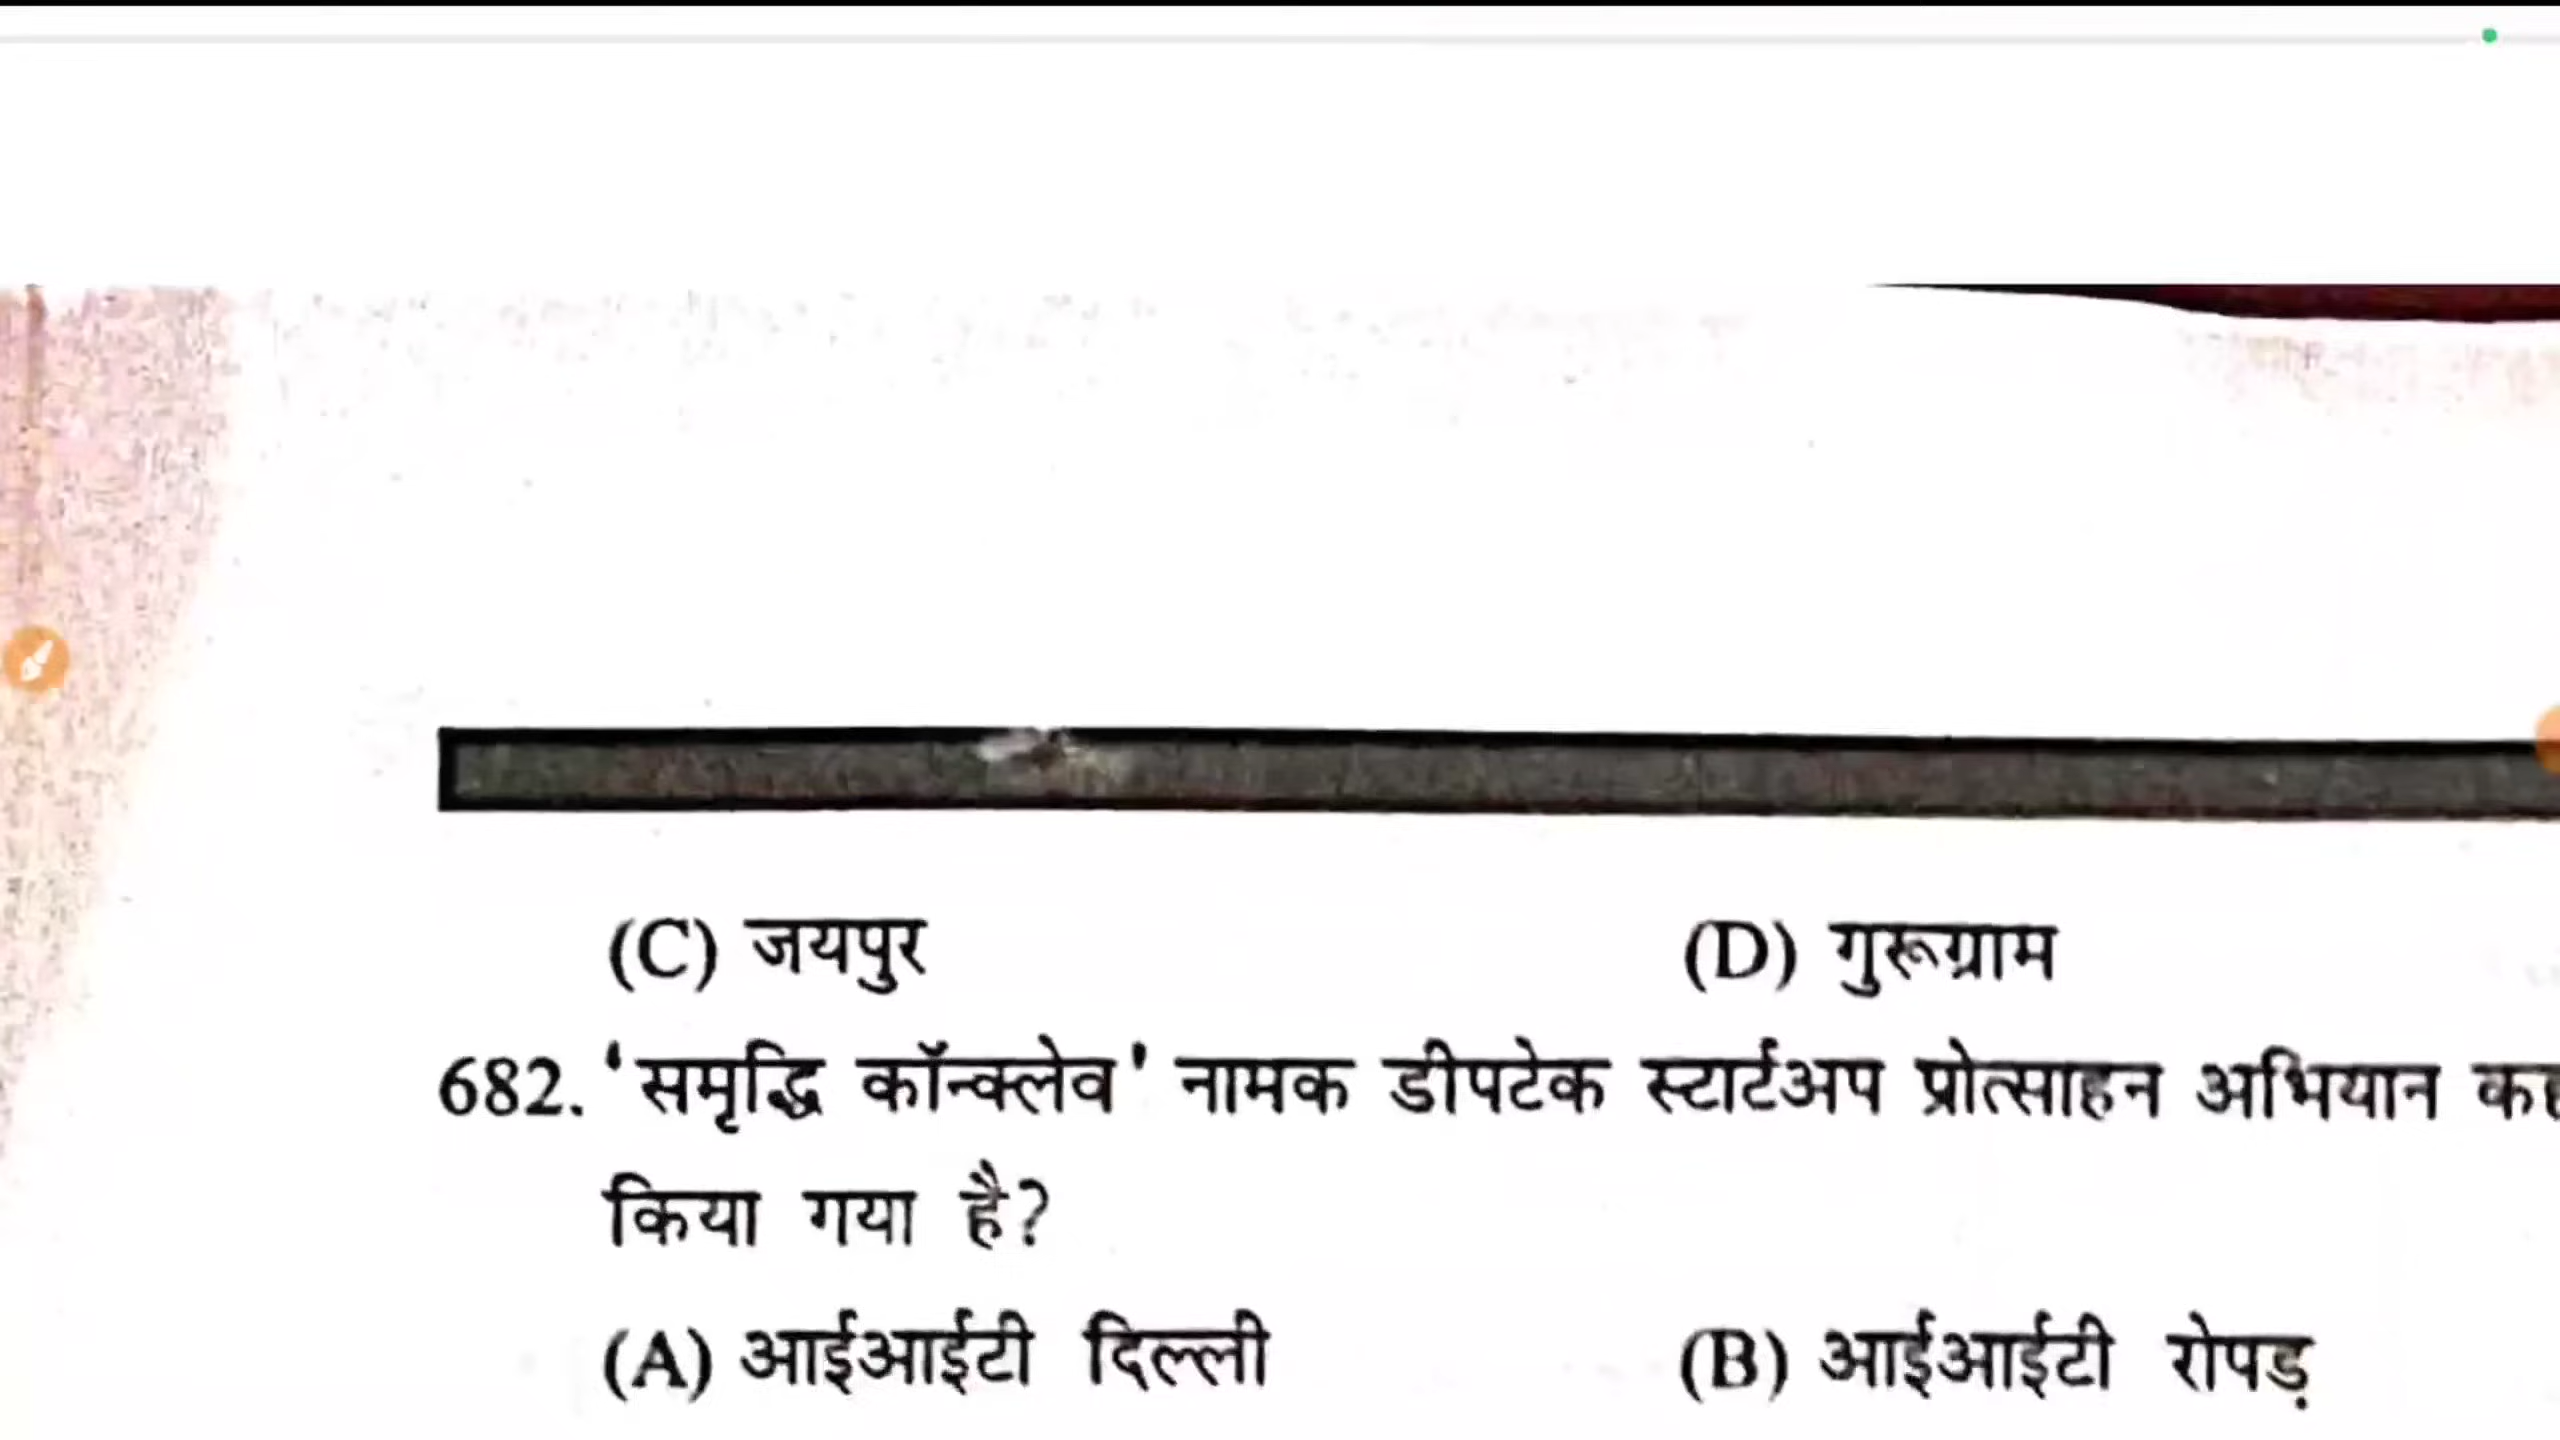 (C) जयपुर (D) गुरूग्राम
682. 'समृद्धि कॉन्क्लेव' नामक डीपटेक स्टार्टअप प्रोत्साहन अभियान
किया गया है?
(A) आईआईटी दिल्ली (B) आईआईटी रोपड़